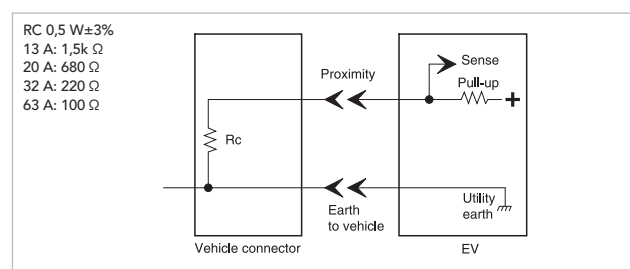 RC 0,5 W±3%
13 A: 1,5k Ω
20 A: 680 Ω
32 A: 220 Ω
63 A: 100 Ω
Sense
Proximity
Pull-up
Rc
Earth
to vehicle
Utility
earth
Vehicle connector
EV